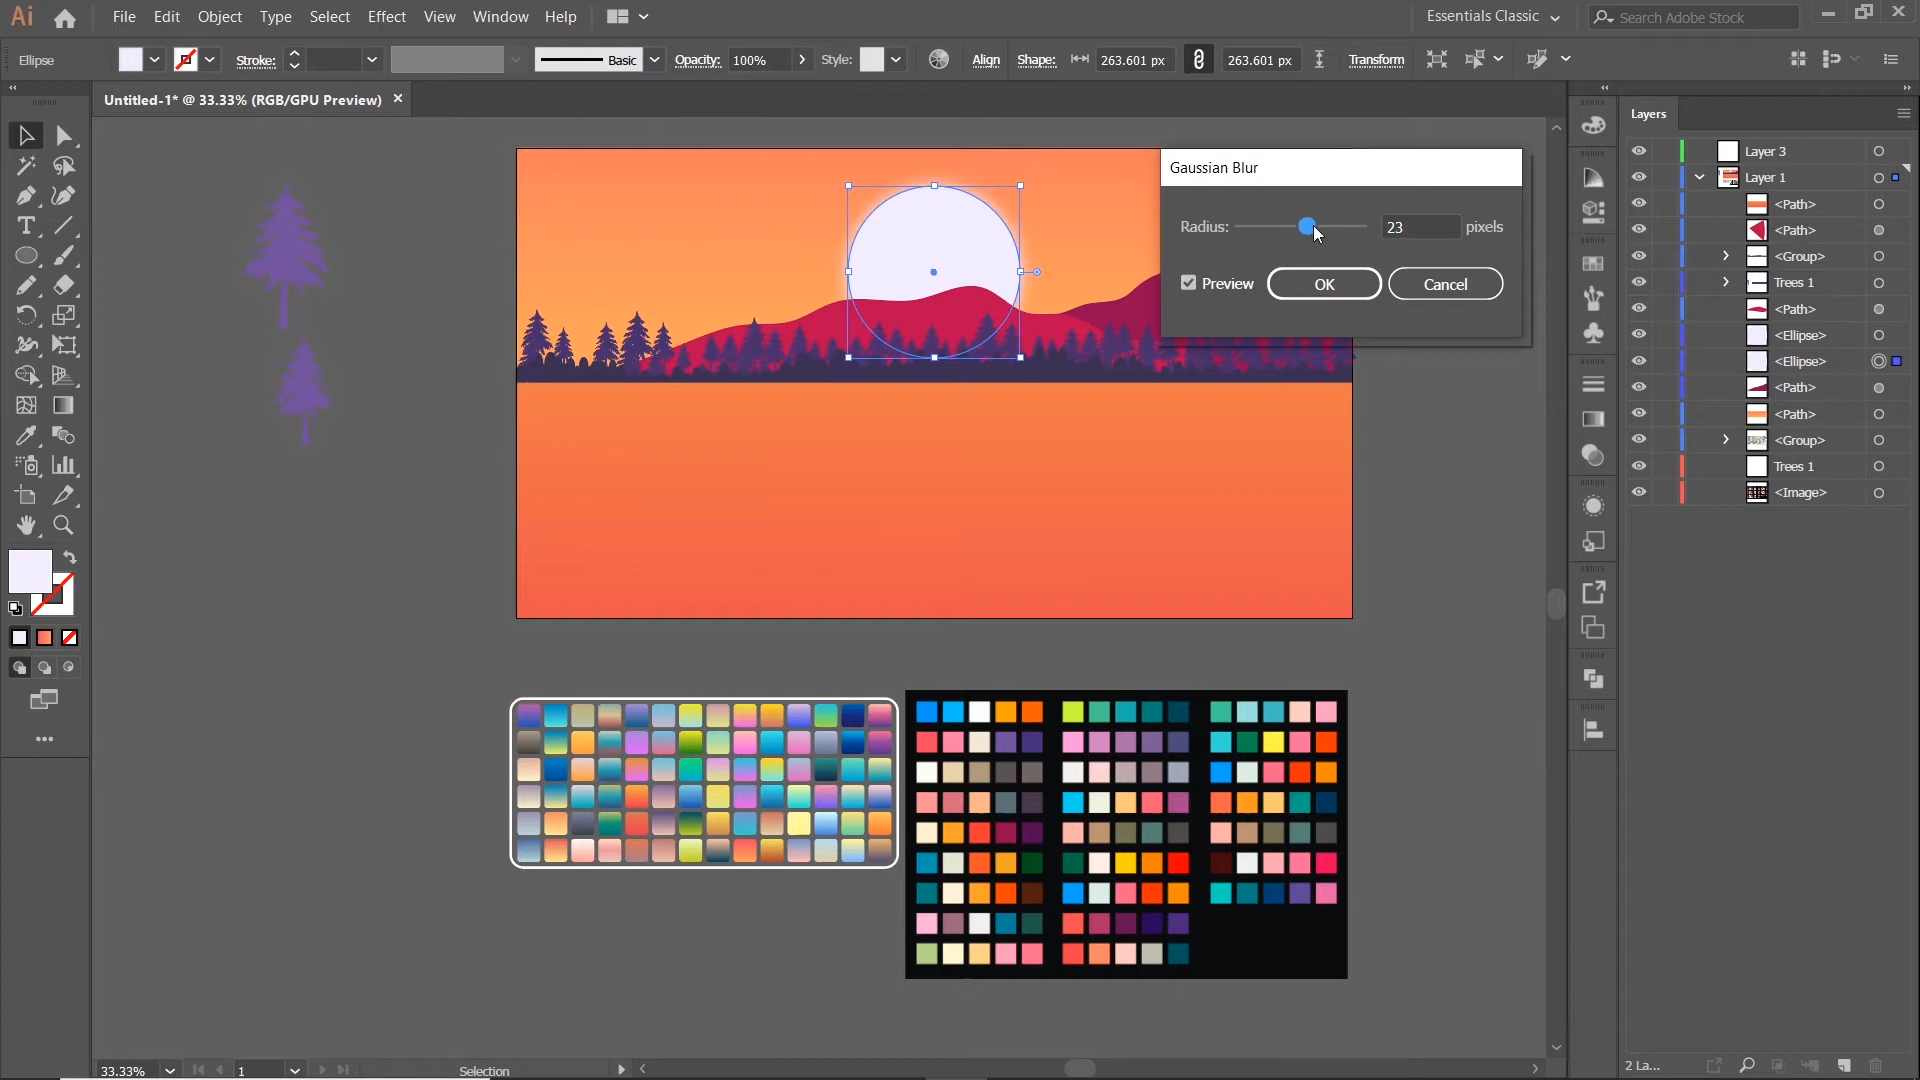 Ai File Edit Object Type Select Effect View Window Help Essentials Classic Search Adobe Stock
Ellipse Stroke: Basic Opacity: 100% Style: Align Shape: 263.601 px 263.601 px Transform
Untitled-1* @ 33.33% (RGB/GPU Preview)
Layers
Layer 3
Layer 1
<Path>
<Path>
<Group>
Trees 1
<Path>
<Ellipse>
<Ellipse>
<Path>
<Path>
<Group>
Trees 1
<Image>
Gaussian Blur
Radius: 23 pixels
Preview OK Cancel
33.33% 1 Selection
2 La...